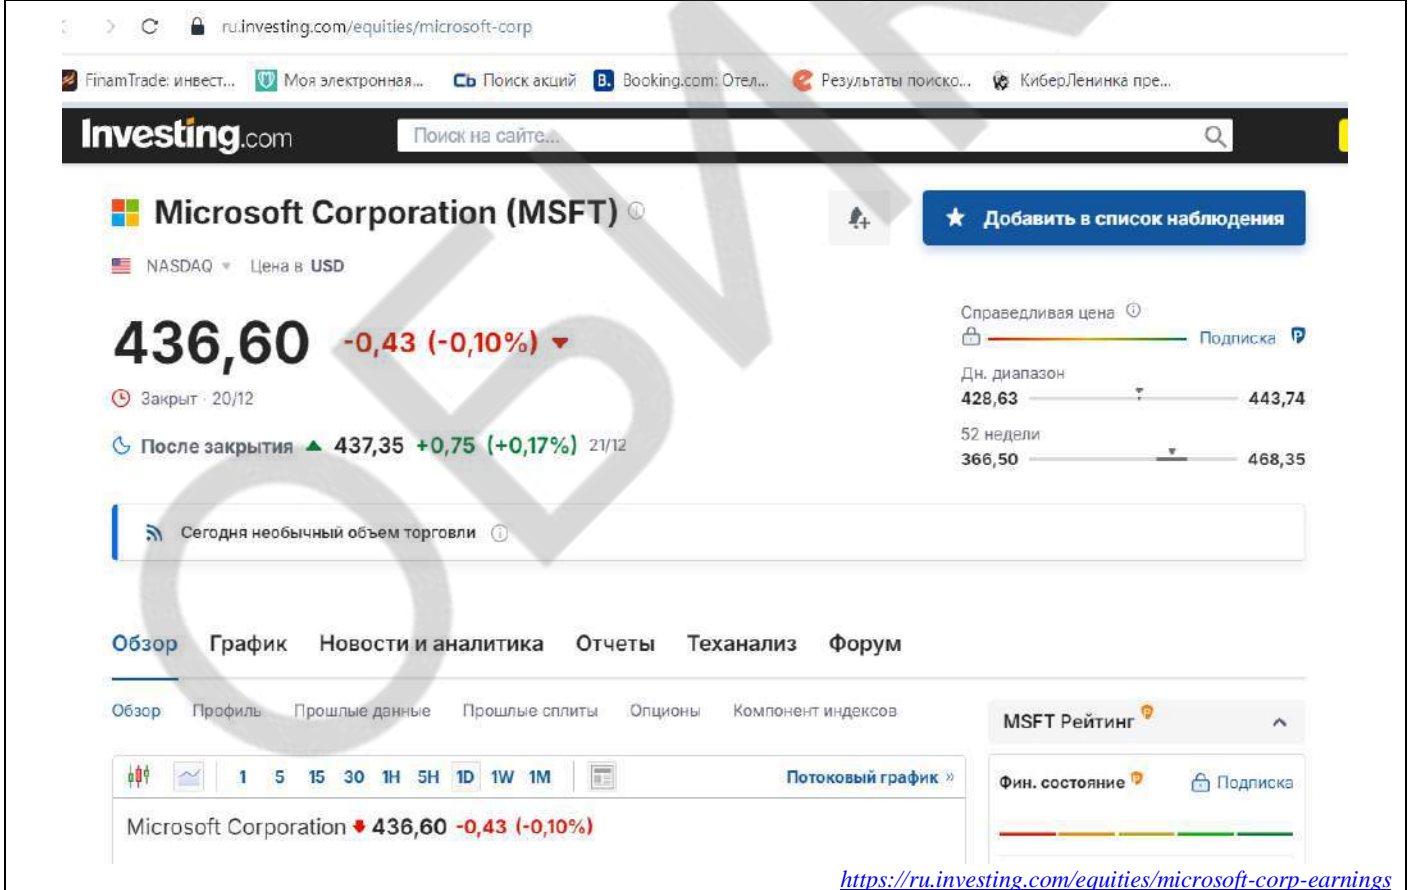 ru.investing.com/equities/microsoft-corp
FinamTrade: инвест... Моя электронная... Сь Поиск акций B. Booking.com: Отел... Результаты поиско... КиберЛенинка пре...
Investing.com Поиск на сайте...
Microsoft Corporation (MSFT)
Добавить в список наблюдения
NASDAQ Цена в USD
436,60 -0,43 (-0,10%)
Закрыт · 20/12
После закрытия 437,35 +0,75 (+0,17%) 21/12
Справедливая цена
Подписка
Дн. диапазон
428,63 443,74
52 недели
366,50 468,35
Сегодня необычный объем торговли
Обзор График Новости и аналитика Отчеты Теханализ Форум
Обзор Профиль Прошлые данные Прошлые сплиты Опционы Компонент индексов
MSFT Рейтинг
1 5 15 30 1H 5H 1D 1W 1M Потоковый график »
Фин. состояние Подписка
Microsoft Corporation 436,60 -0,43 (-0,10%)
https://ru.investing.com/equities/microsoft-corp-earnings